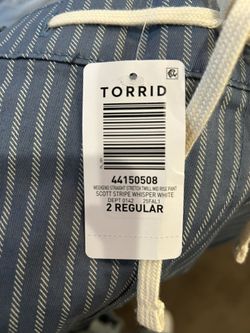 TORRID
44150508
WEEKEND STRAIGHT STRETCH TWILL MID RISE PANT
SCOTT STRIPE WHISPER WHITE
DEPT 0142 25FAL1
2 REGULAR